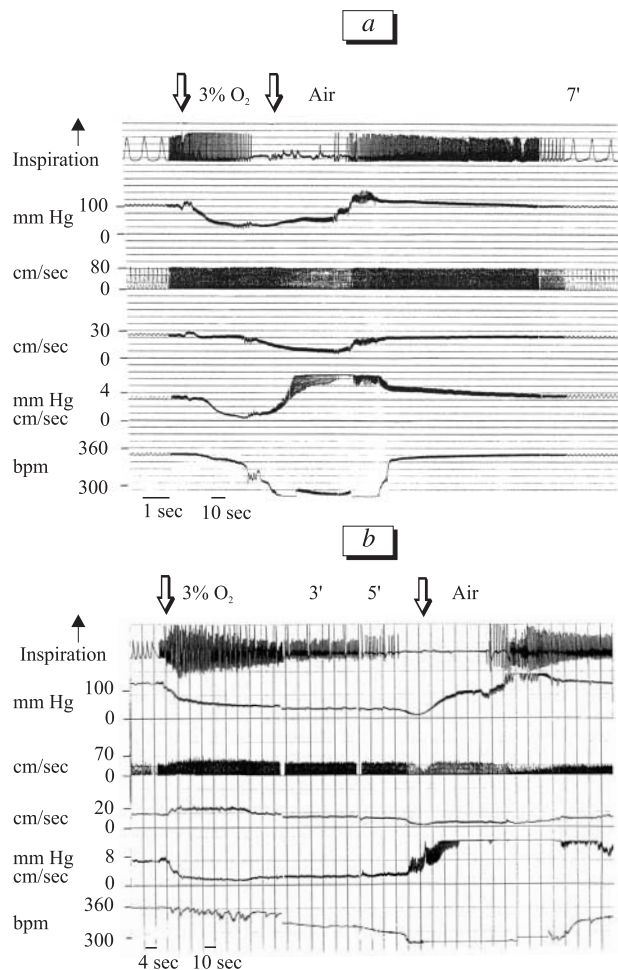 a
3% O₂ Air 7'
Inspiration
mm Hg 100
0
cm/sec 80
0
cm/sec 30
0
mm Hg 4
cm/sec 0
bpm 360
300
1 sec 10 sec
b
3% O₂ 3' 5' Air
Inspiration
mm Hg 100
0
cm/sec 70
0
cm/sec 20
0
mm Hg 8
cm/sec 0
bpm 360
300
4 sec 10 sec